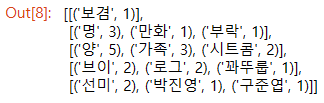 Out[8]: [[('보겸', 1)],
[('명', 3), ('만화', 1), ('부락', 1)],
[('양', 5), ('가족', 3), ('시트콤', 2)],
[('브이', 2), ('로그', 2), ('꽈뚜룹', 1)],
[('선미', 2), ('박진영', 1), ('구준엽', 1)]]